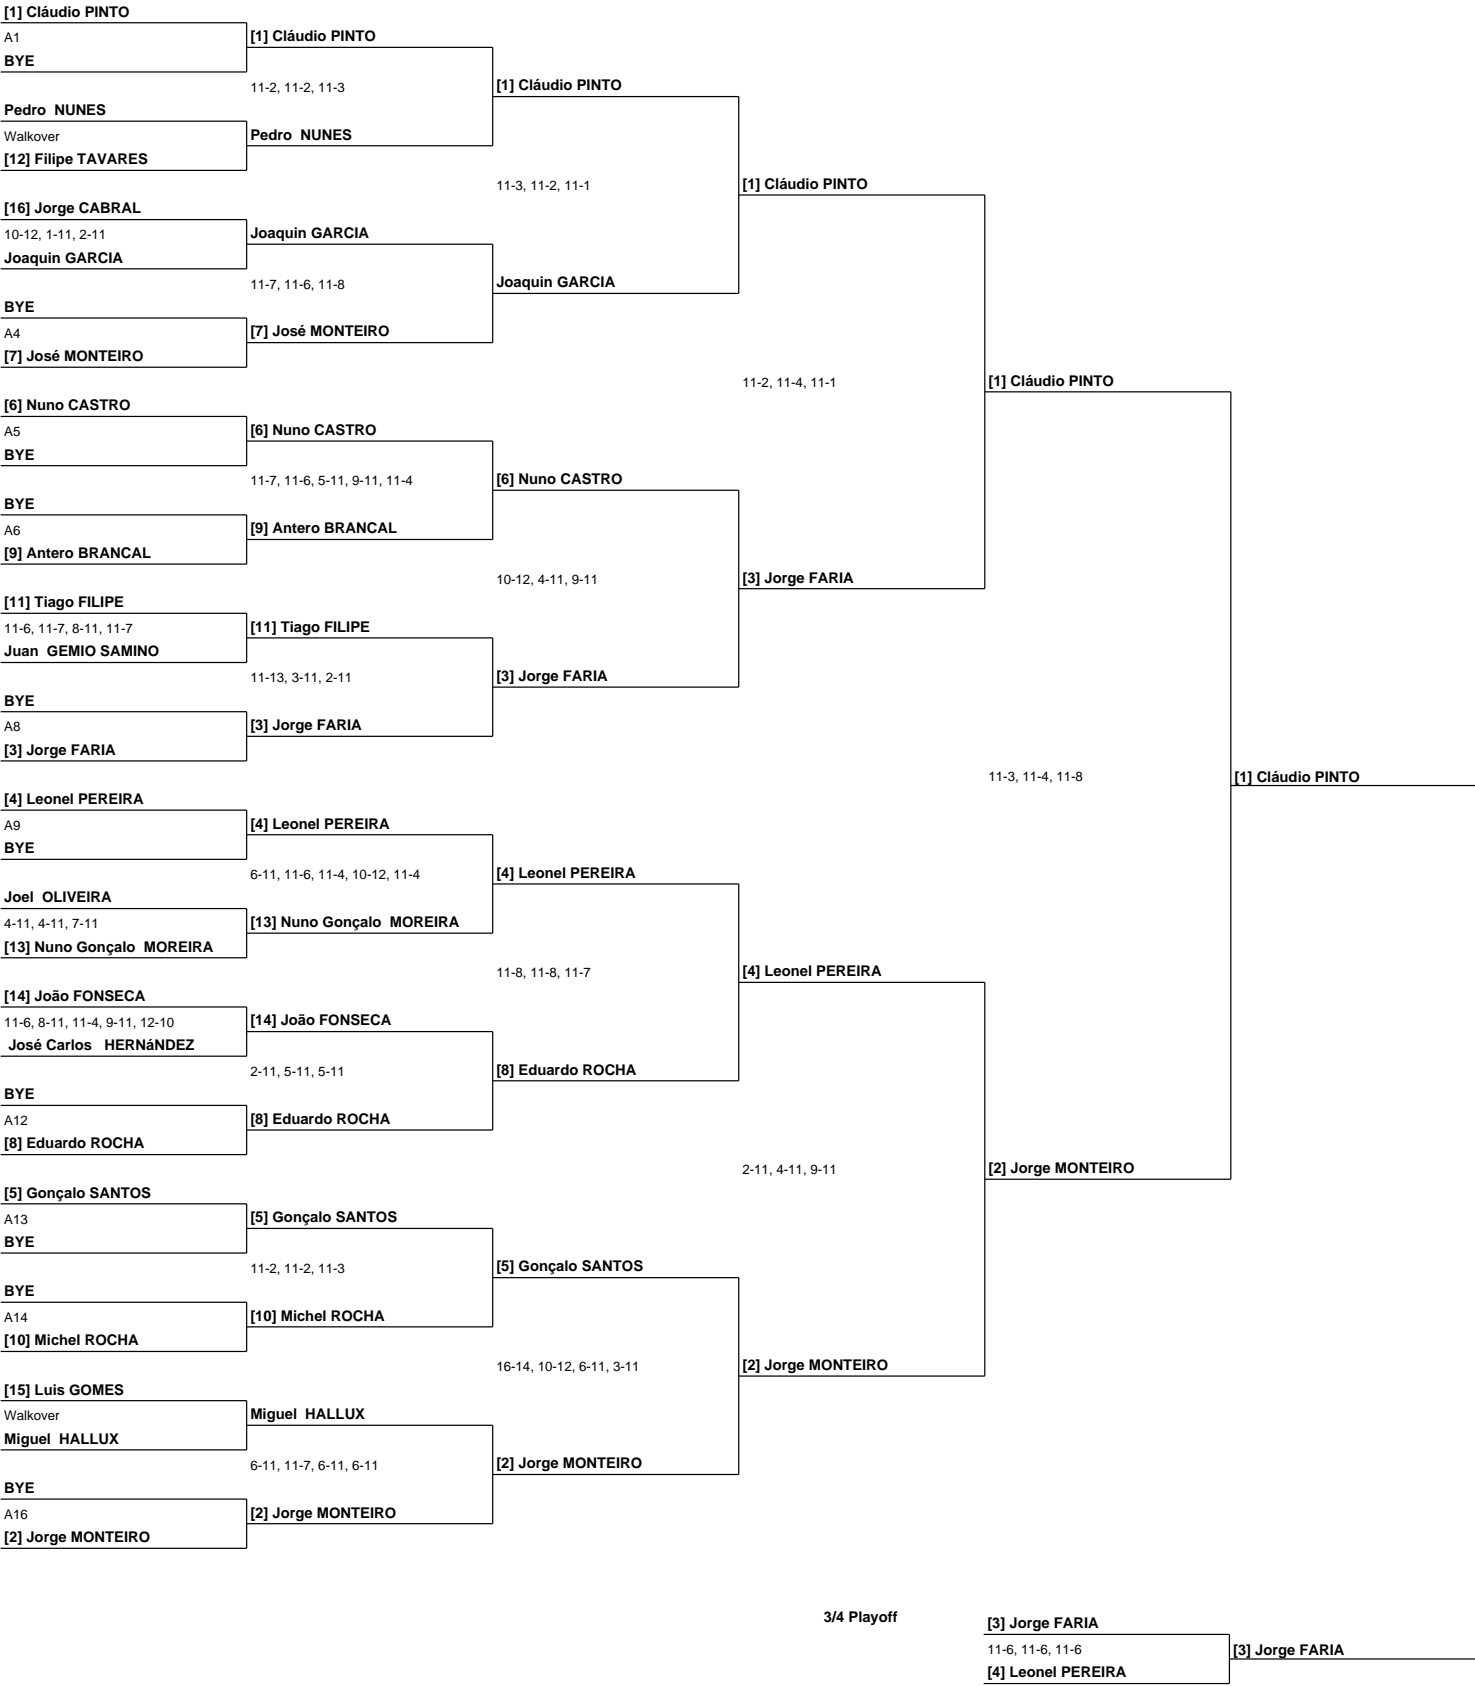 [1] Cláudio PINTO
A1
BYE
Pedro  NUNES
Walkover
[12] Filipe TAVARES
[16] Jorge CABRAL
10-12, 1-11, 2-11
Joaquin GARCIA
BYE
A4
[7] José MONTEIRO
[6] Nuno CASTRO
A5
BYE
BYE
A6
[9] Antero BRANCAL
[11] Tiago FILIPE
11-6, 11-7, 8-11, 11-7
Juan  GEMIO SAMINO
BYE
A8
[3] Jorge FARIA
[4] Leonel PEREIRA
A9
BYE
Joel  OLIVEIRA
4-11, 4-11, 7-11
[13] Nuno Gonçalo  MOREIRA
[14] João FONSECA
11-6, 8-11, 11-4, 9-11, 12-10
José Carlos   HERNáNDEZ
BYE
A12
[8] Eduardo ROCHA
[5] Gonçalo SANTOS
A13
BYE
BYE
A14
[10] Michel ROCHA
[15] Luis GOMES
Walkover
Miguel  HALLUX
BYE
A16
[2] Jorge MONTEIRO
[1] Cláudio PINTO
11-2, 11-2, 11-3
Pedro  NUNES
Joaquin GARCIA
11-7, 11-6, 11-8
[7] José MONTEIRO
[6] Nuno CASTRO
11-7, 11-6, 5-11, 9-11, 11-4
[9] Antero BRANCAL
[11] Tiago FILIPE
11-13, 3-11, 2-11
[3] Jorge FARIA
[4] Leonel PEREIRA
6-11, 11-6, 11-4, 10-12, 11-4
[13] Nuno Gonçalo  MOREIRA
[14] João FONSECA
2-11, 5-11, 5-11
[8] Eduardo ROCHA
[5] Gonçalo SANTOS
11-2, 11-2, 11-3
[10] Michel ROCHA
Miguel  HALLUX
6-11, 11-7, 6-11, 6-11
[2] Jorge MONTEIRO
[1] Cláudio PINTO
11-3, 11-2, 11-1
Joaquin GARCIA
[6] Nuno CASTRO
10-12, 4-11, 9-11
[3] Jorge FARIA
[4] Leonel PEREIRA
11-8, 11-8, 11-7
[8] Eduardo ROCHA
[5] Gonçalo SANTOS
16-14, 10-12, 6-11, 3-11
[2] Jorge MONTEIRO
[1] Cláudio PINTO
11-2, 11-4, 11-1
[3] Jorge FARIA
[4] Leonel PEREIRA
2-11, 4-11, 9-11
[2] Jorge MONTEIRO
[1] Cláudio PINTO
11-3, 11-4, 11-8
[2] Jorge MONTEIRO
[1] Cláudio PINTO
3/4 Playoff
[3] Jorge FARIA
11-6, 11-6, 11-6
[4] Leonel PEREIRA
[3] Jorge FARIA